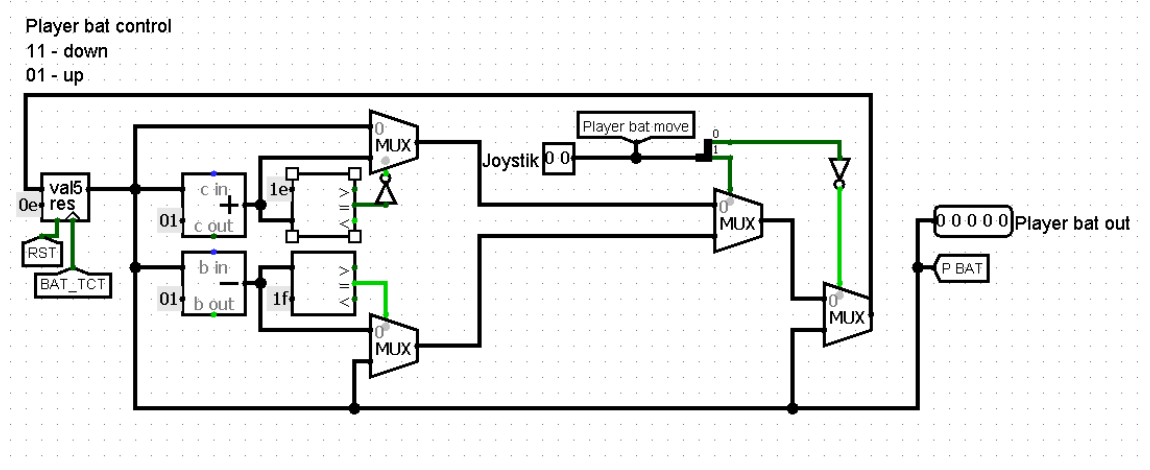 Player bat control
11 - down
01 - up
Player bat move
0
1
0
MUX
Joystik
0 0
val5
res
0e
c in
+
c out
01
1e
>
=
<
0
MUX
0 0 0 0 0
Player bat out
RST
BAT_TCT
b in
-
b out
01
1f
>
=
<
P BAT
0
MUX
0
MUX